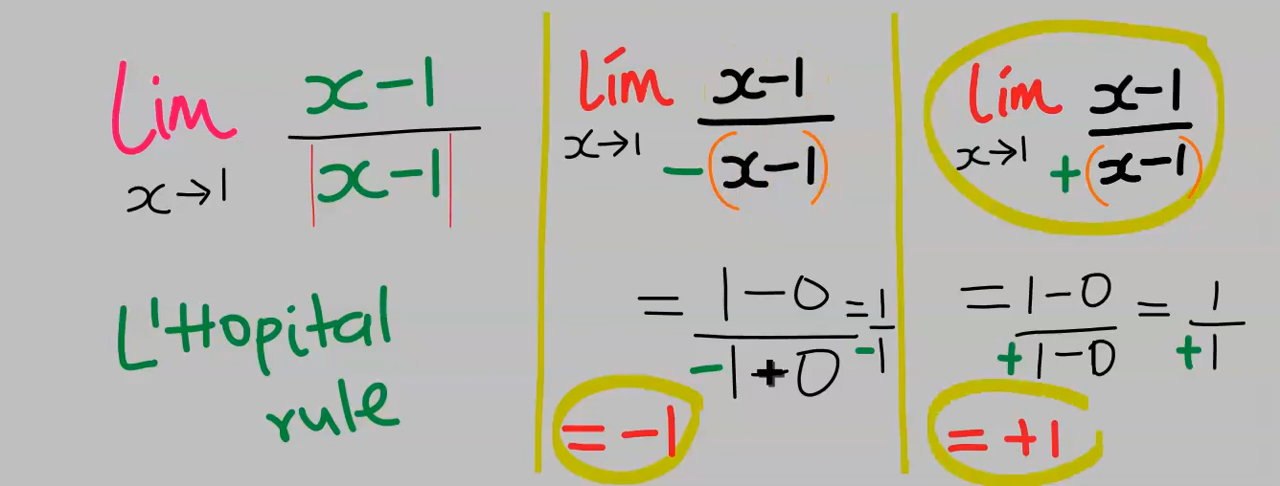 Lim x→1 x-1 / |x-1|
L'Hopital
rule
Lim x→1 x-1 / -(x-1)
= 1-0 / -1+0 = 1 / -1
= -1
Lim x→1 x-1 / +(x-1)
= 1-0 / +1-0 = 1 / +1
= +1